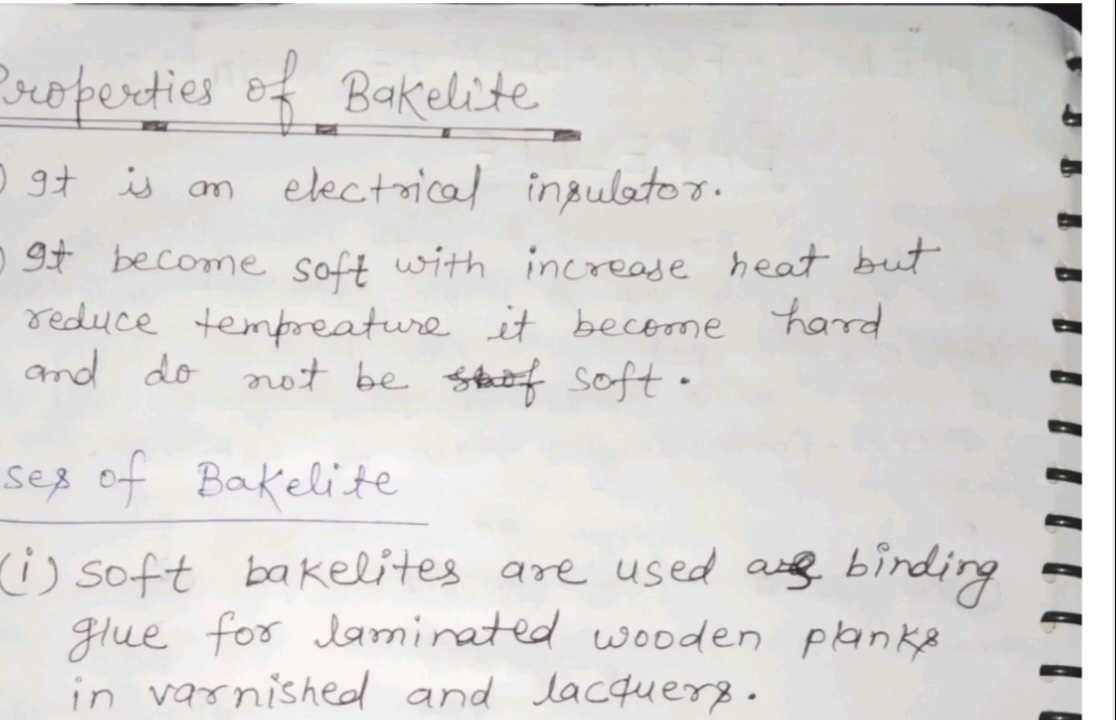 Properties of Bakelite
) It is an electrical insulator.
) It become soft with increase heat but
reduce tempreature it become hard
and do not be soft.
ses of Bakelite
(i) soft bakelites are used as binding
glue for laminated wooden planks
in varnished and lacquers.